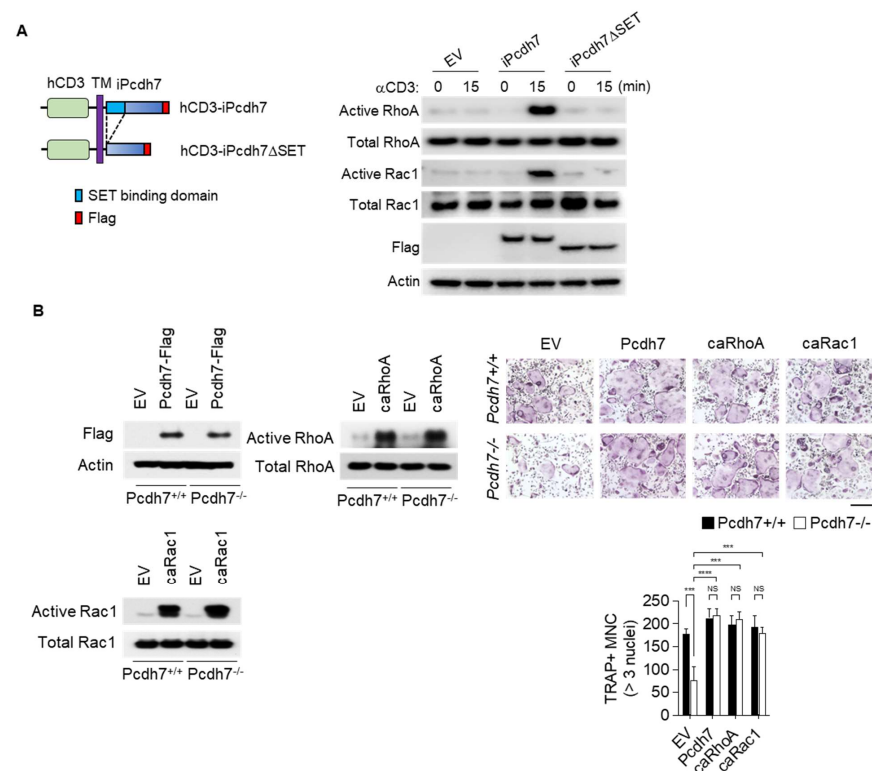 A
hCD3 TM iPcdh7
hCD3-iPcdh7
hCD3-iPcdh7ΔSET
SET binding domain
Flag
EV iPcdh7 iPcdh7ΔSET
αCD3: 0 15 0 15 0 15 (min)
Active RhoA
Total RhoA
Active Rac1
Total Rac1
Flag
Actin
B
EV Pcdh7-Flag EV Pcdh7-Flag
Flag
Actin
Pcdh7+/+ Pcdh7-/-
EV caRhoA EV caRhoA
Active RhoA
Total RhoA
Pcdh7+/+ Pcdh7-/-
EV Pcdh7 caRhoA caRac1
Pcdh7+/+
Pcdh7-/-
EV caRac1 EV caRac1
Active Rac1
Total Rac1
Pcdh7+/+ Pcdh7-/-
Pcdh7+/+ Pcdh7-/-
***
***
****
*** NS NS NS
TRAP+ MNC
(> 3 nuclei)
250
200
150
100
50
0
EV Pcdh7 caRhoA caRac1